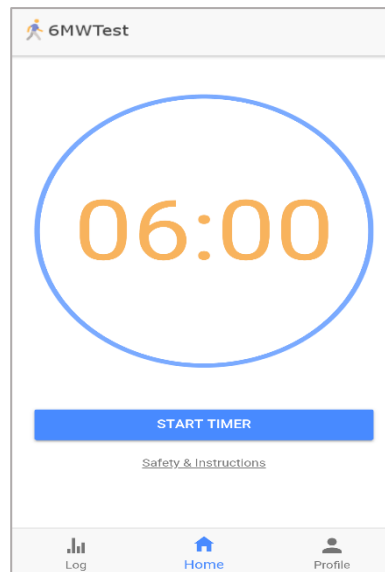 6MWTest
06:00
START TIMER
Safety & Instructions
Log Home Profile